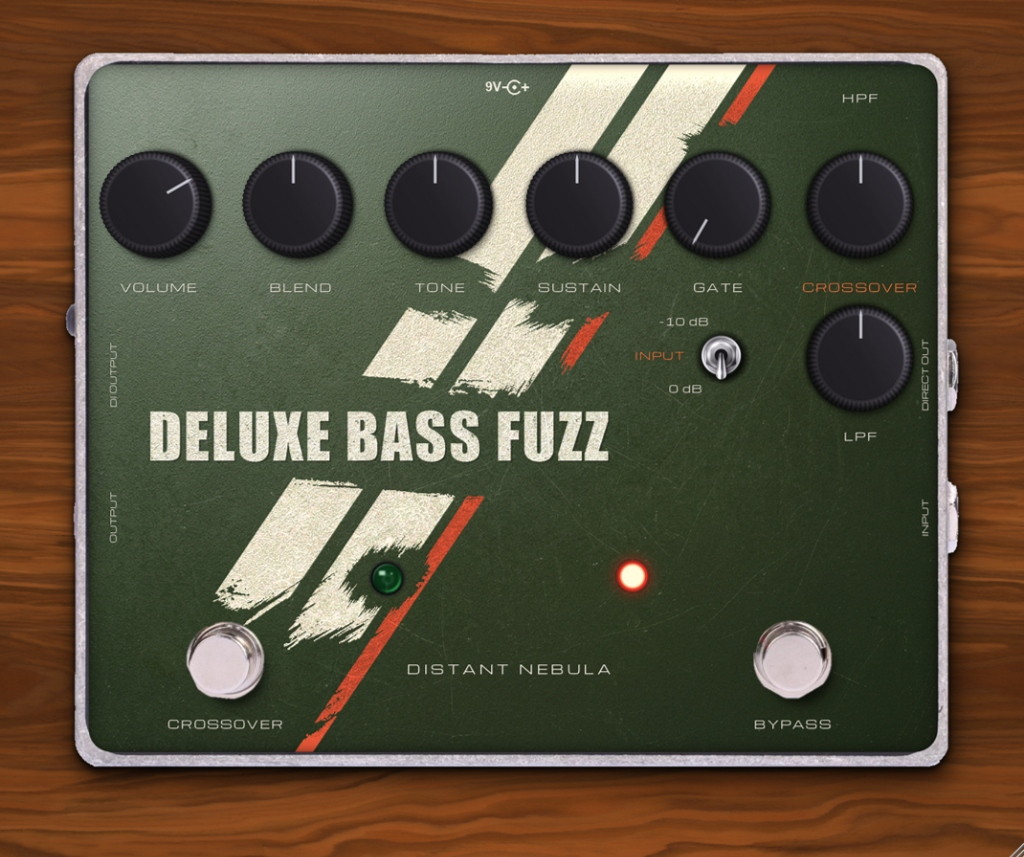 9V-C+
HPF
VOLUME
BLEND
TONE
SUSTAIN
GATE
CROSSOVER
-10 dB
INPUT
0 dB
DI OUTPUT
DIRECT OUT
LPF
DELUXE BASS FUZZ
OUTPUT
INPUT
DISTANT NEBULA
CROSSOVER
BYPASS